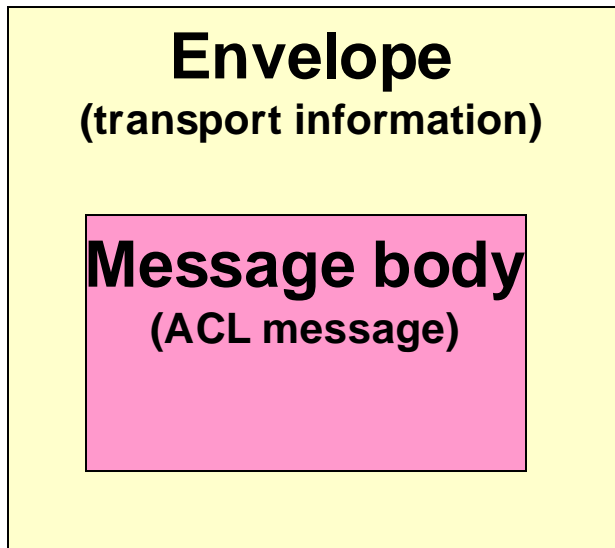 Envelope
(transport information)
Message body
(ACL message)